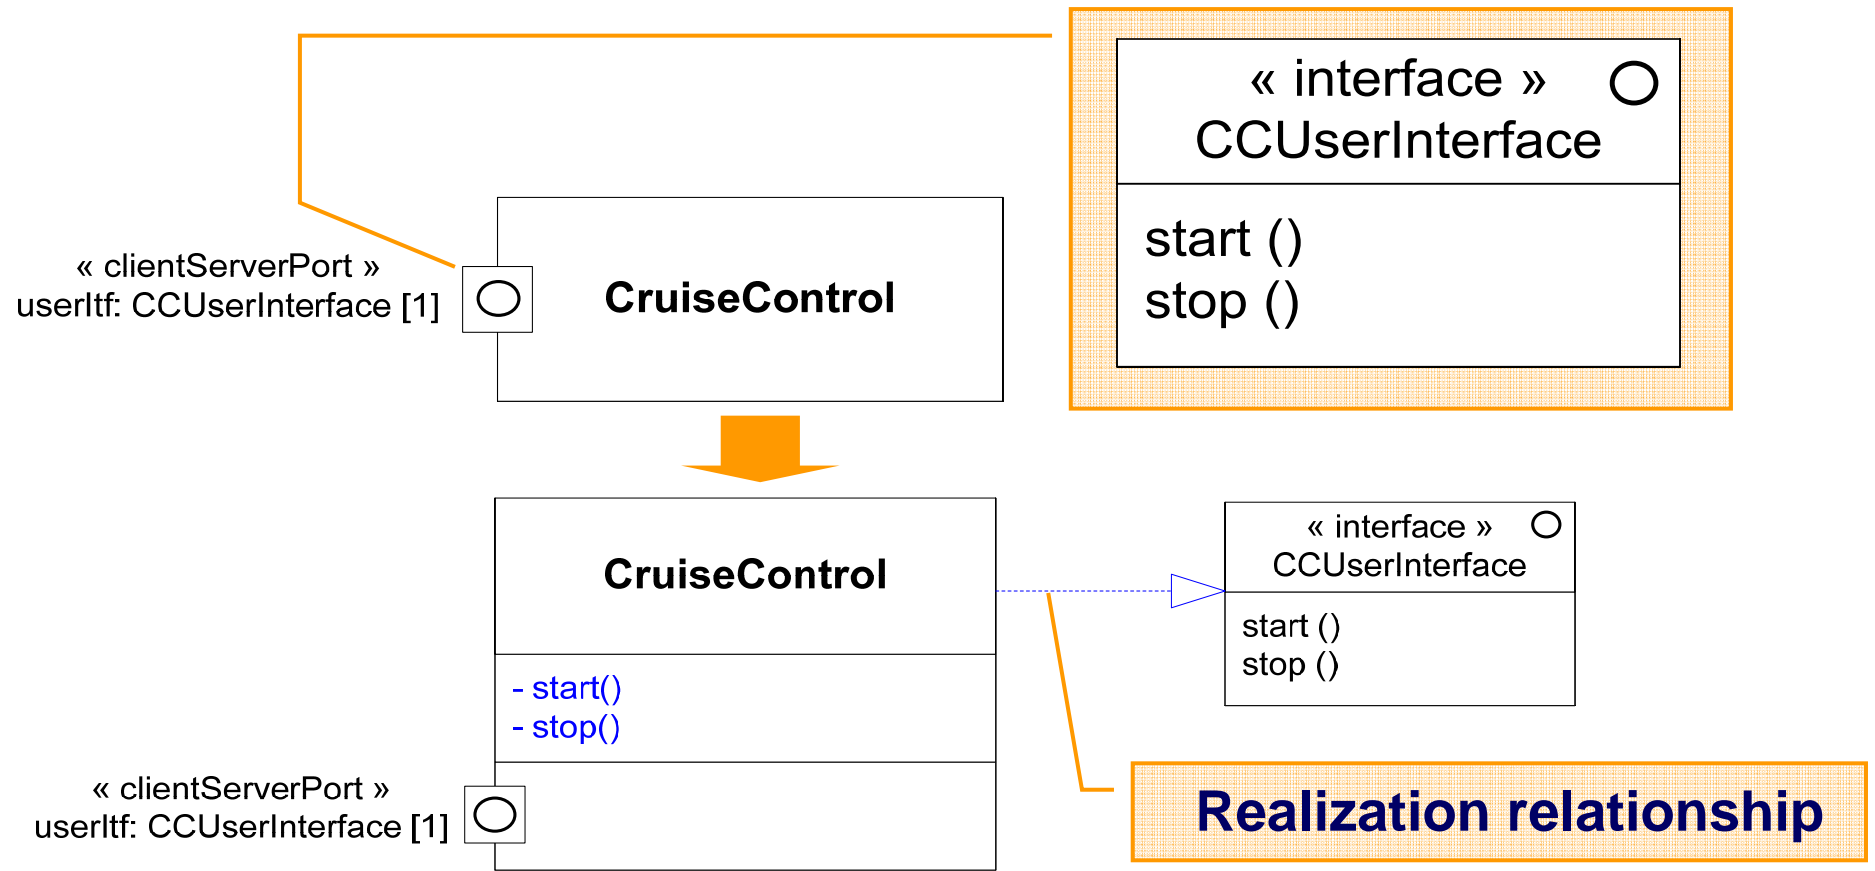 « interface »
CCUserInterface
start ()
stop ()
« clientServerPort »
userItf: CCUserInterface [1]
CruiseControl
CruiseControl
- start()
- stop()
« interface »
CCUserInterface
start ()
stop ()
« clientServerPort »
userItf: CCUserInterface [1]
Realization relationship